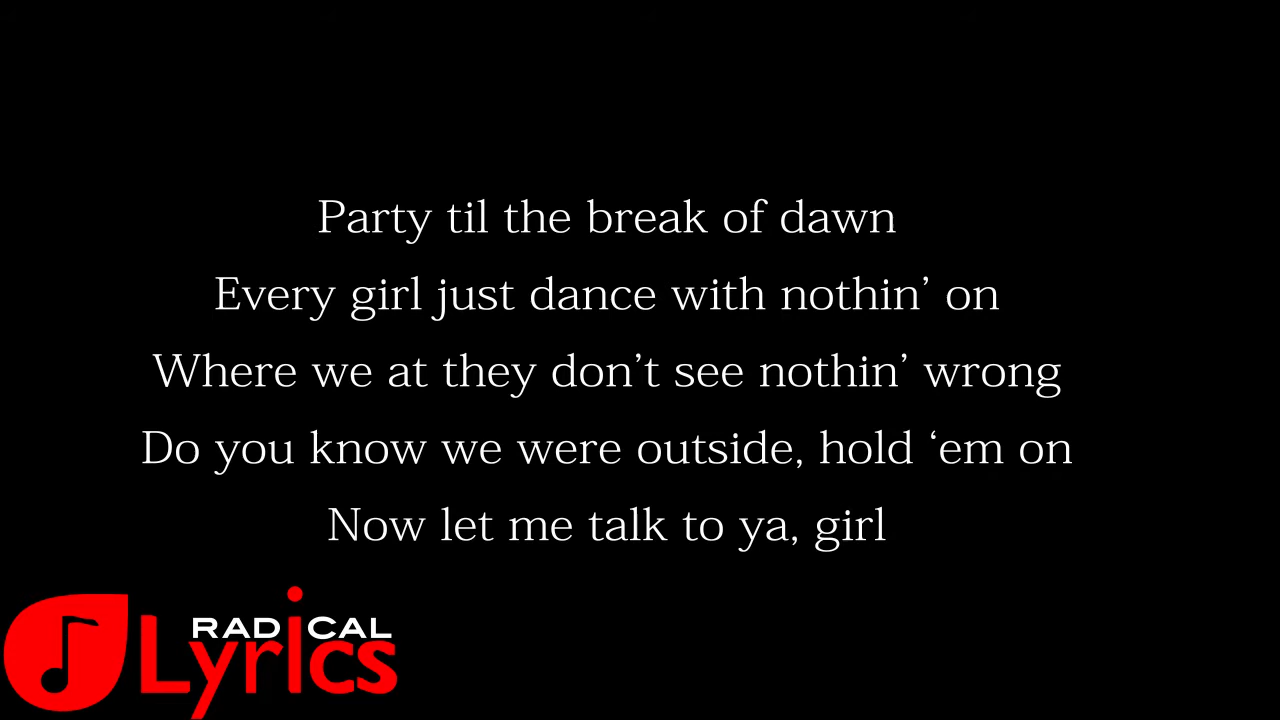 Party til the break of dawn
Every girl just dance with nothin’ on
Where we at they don’t see nothin’ wrong
Do you know we were outside, hold ‘em on
Now let me talk to ya, girl
RADICAL
Lyrics